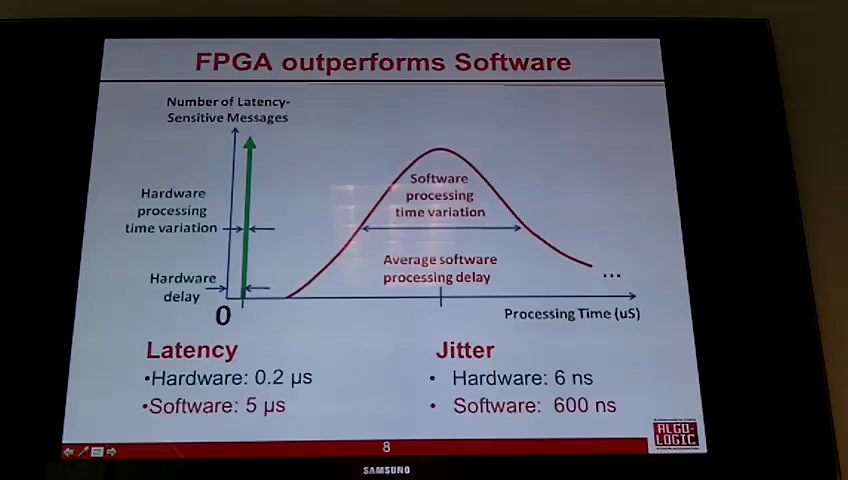 FPGA outperforms Software
Number of Latency-
Sensitive Messages
Hardware
processing
time variation
Software
processing
time variation
Average software
processing delay
Hardware
delay
...
0
Processing Time (uS)
Latency
•Hardware: 0.2 µs
•Software: 5 µs
Jitter
• Hardware: 6 ns
• Software: 600 ns
8
ALGO-
LOGIC
SAMSUNG